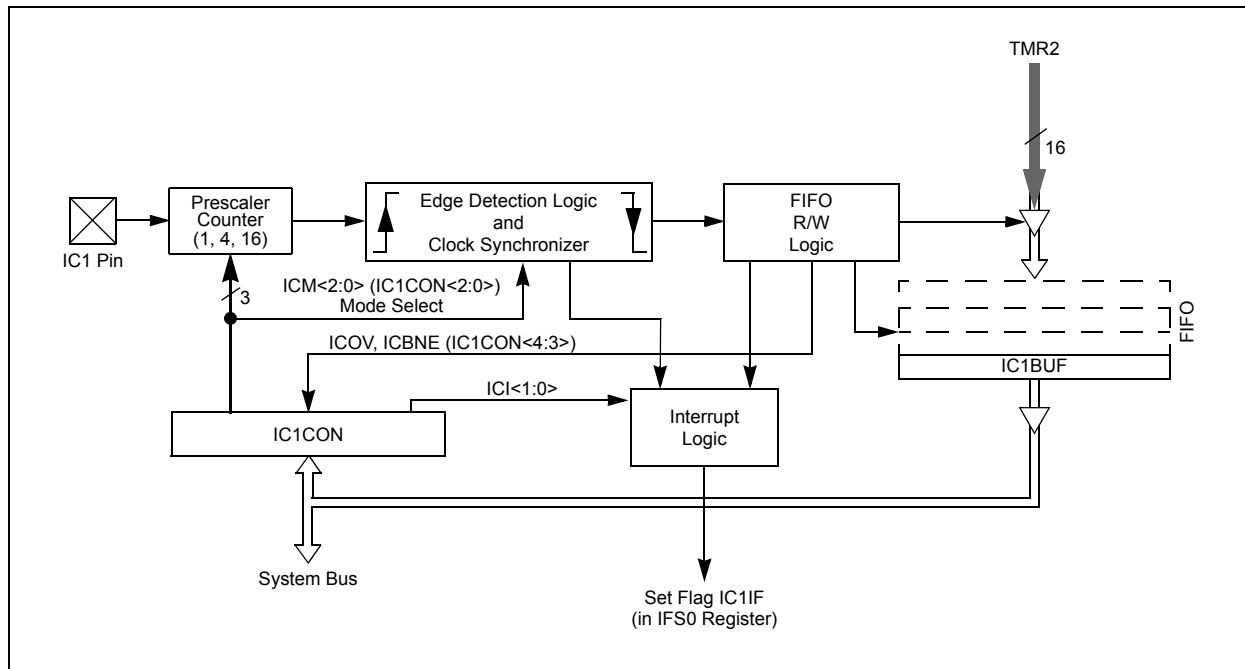 TMR2
16
Prescaler
Counter
(1, 4, 16)
Edge Detection Logic
and
Clock Synchronizer
FIFO
R/W
Logic
IC1 Pin
3
ICM<2:0> (IC1CON<2:0>)
Mode Select
FIFO
ICOV, ICBNE (IC1CON<4:3>)
IC1BUF
ICI<1:0>
IC1CON
Interrupt
Logic
System Bus
Set Flag IC1IF
(in IFS0 Register)